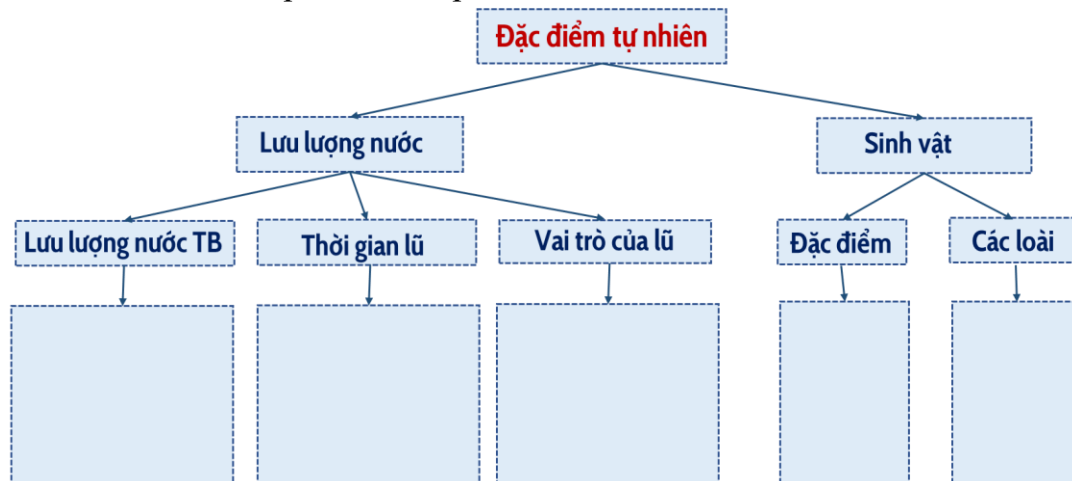 Đặc điểm tự nhiên
Lưu lượng nước
Sinh vật
Lưu lượng nước TB
Thời gian lũ
Vai trò của lũ
Đặc điểm
Các loài